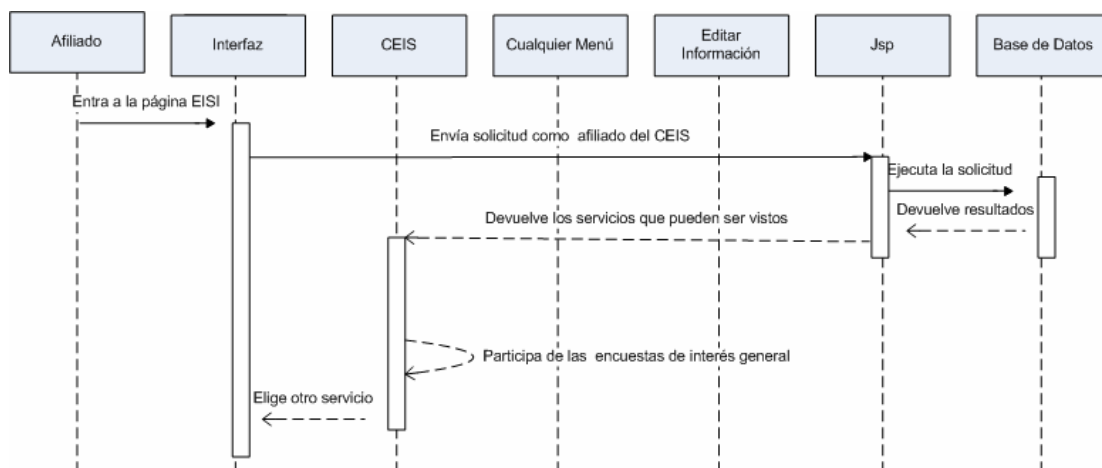 Afiliado
Interfaz
CEIS
Cualquier Menú
Editar
Información
Jsp
Base de Datos
Entra a la página EISI
Envía solicitud como afiliado del CEIS
Ejecuta la solicitud
Devuelve resultados
Devuelve los servicios que pueden ser vistos
Participa de las encuestas de interés general
Elige otro servicio